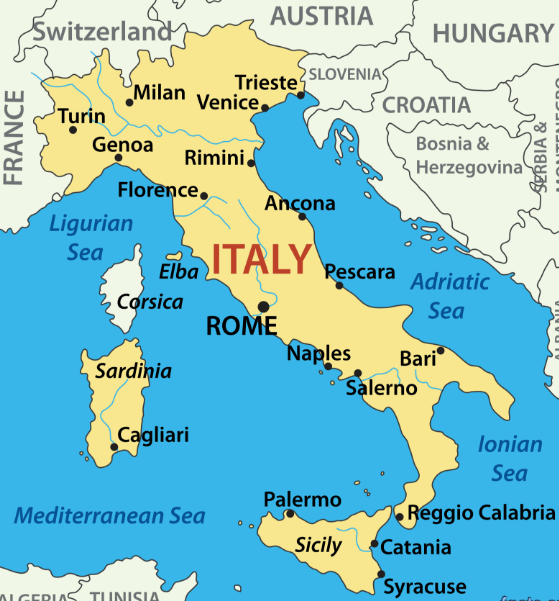 AUSTRIA
Switzerland
HUNGARY
SLOVENIA
Trieste
Milan
Venice
CROATIA
FRANCE
Turin
Genoa
Rimini
Bosnia &
Herzegovina
SERBIA &
MONTENEGRO
Florence
Ancona
Ligurian
Sea
Elba
ITALY
Pescara
Adriatic
Sea
Corsica
ROME
Naples
Bari
Sardinia
Salerno
Cagliari
Ionian
Sea
Palermo
Mediterranean Sea
Reggio Calabria
Sicily
Catania
Syracuse
TUNISIA